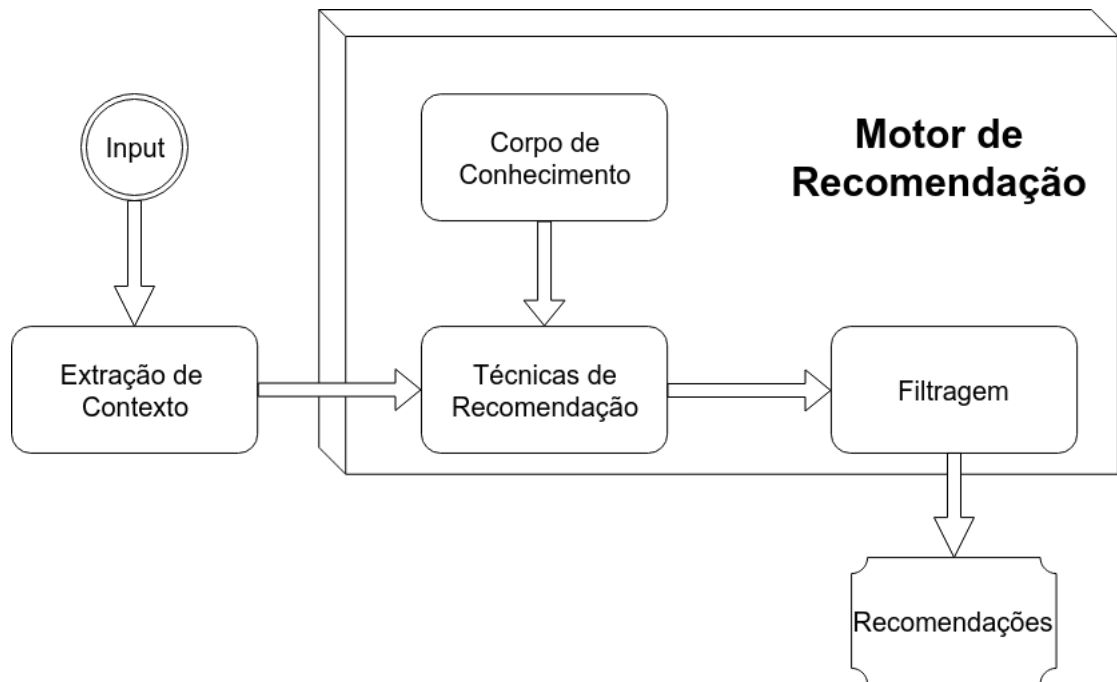 Input
Corpo de
Conhecimento
Motor de
Recomendação
Extração de
Contexto
Técnicas de
Recomendação
Filtragem
Recomendações